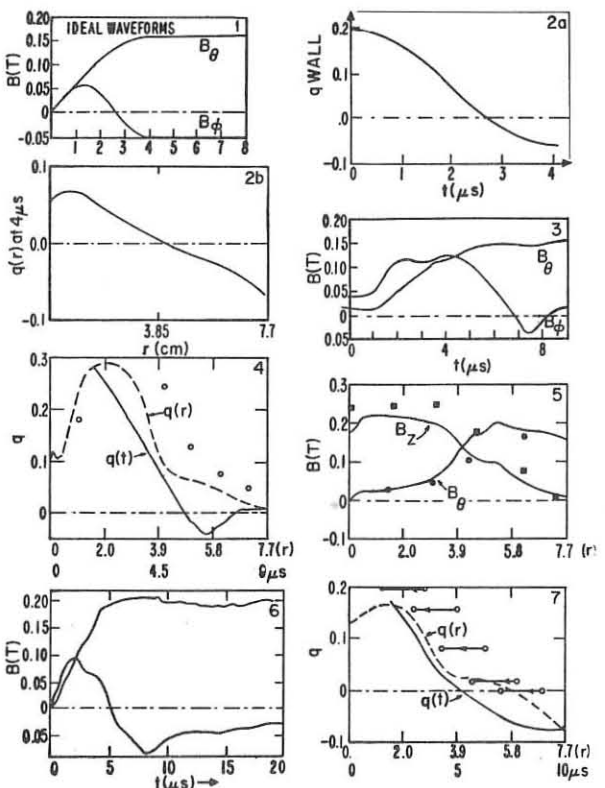 IDEAL WAVEFORMS 1
B(T)
0.20
0.15
0.10
0.05
0
-0.05
Bθ
Bϕ
1 2 3 4 5 6 7 8
2a
q WALL
0.2
0.1
.0
-0.1
0 1 2 3 4
t(μs)
2b
q(r) at 4μs
0.1
0.0
-0.1
3.85 7.7
r (cm)
3
B(T)
0.20
0.15
0.10
0.05
0
0.05
Bθ
Bϕ
0 4 8
t(μs)
4
q
0.3
0.2
0.1
0
q(r)
q(t)
0 2.0 3.9 5.8 7.7(r)
0 4.5 9μs
5
B(T)
0.3
0.2
0.1
0
-0.1
BZ
Bθ
0 2.0 3.9 5.8 7.7 (r)
6
B(T)
0.20
0.15
0.10
0.05
0
0.05
0 5 10 15 20
t(μs)→
7
q
0.2
0.1
0
-0.1
q(r)
q(t)
0. 2.0 3.9 5.8 7.7(r)
0 5 10μs